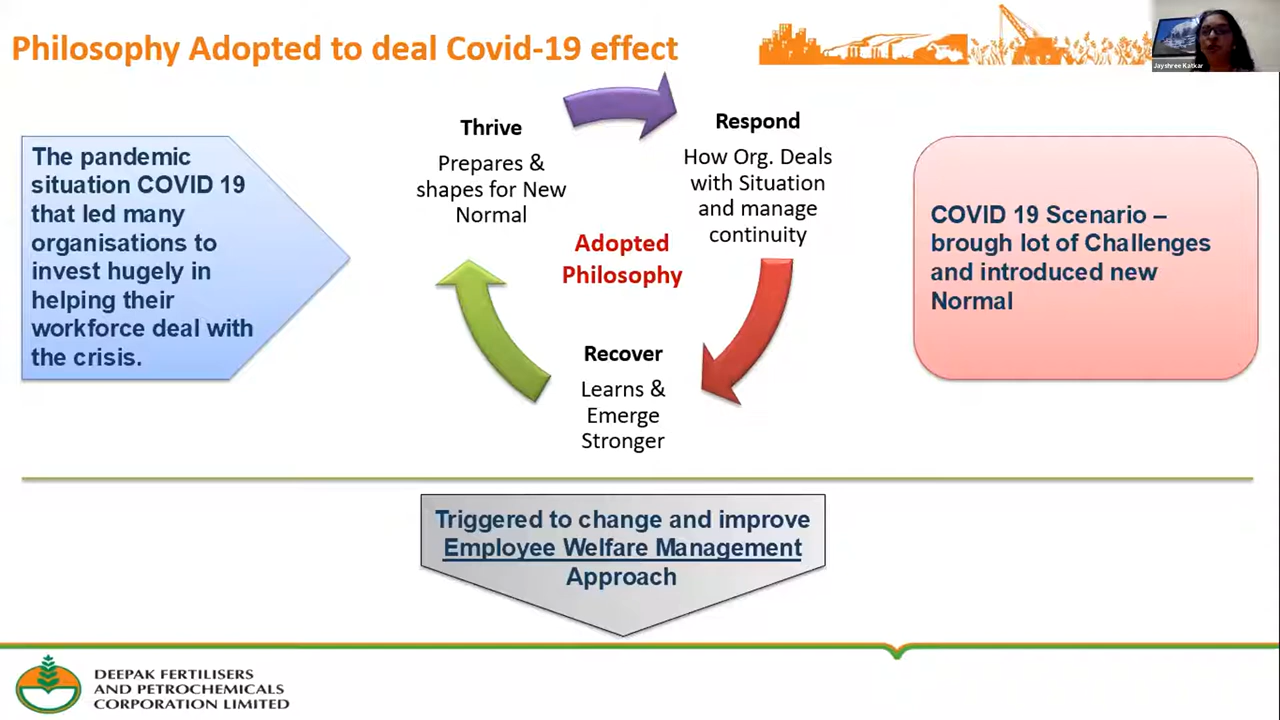 Philosophy Adopted to deal Covid-19 effect
Jayshree Katkar
The pandemic
situation COVID 19
that led many
organisations to
invest hugely in
helping their
workforce deal with
the crisis.
Thrive
Prepares &
shapes for New
Normal
Respond
How Org. Deals
with Situation
and manage
continuity
Adopted
Philosophy
Recover
Learns &
Emerge
Stronger
COVID 19 Scenario –
brough lot of Challenges
and introduced new
Normal
Triggered to change and improve
Employee Welfare Management
Approach
DEEPAK FERTILISERS
AND PETROCHEMICALS
CORPORATION LIMITED